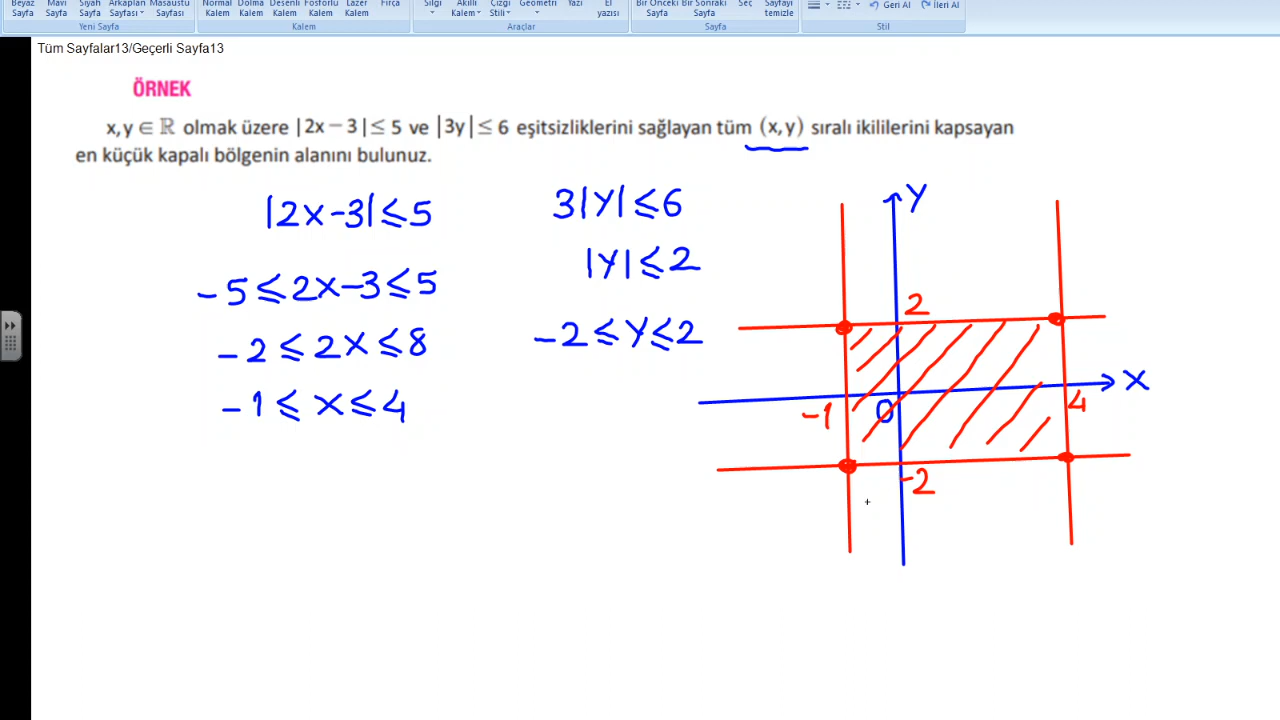 Beyaz Sayfa Mavi Sayfa Siyah Sayfa Arkaplan Sayfası Masaüstü Sayfası Normal Kalem Dolma Kalem Desenli Kalem Fosforlu Kalem Lazer Kalem Fırça Silgi Akıllı Kalem Çizgi Stili Geometri Yazı El yazısı Bir Önceki Sayfa Bir Sonraki Sayfa Seç Sayfayı temizle Geri Al İleri Al
Yeni Sayfa Kalem Araçlar Sayfa Stil
Tüm Sayfalar13/Geçerli Sayfa13
ÖRNEK
x, y ∈ ℝ olmak üzere |2x − 3| ≤ 5 ve |3y| ≤ 6 eşitsizliklerini sağlayan tüm (x, y) sıralı ikililerini kapsayan
en küçük kapalı bölgenin alanını bulunuz.
|2x-3| ≤ 5
-5 ≤ 2x-3 ≤ 5
-2 ≤ 2x ≤ 8
-1 ≤ x ≤ 4
3|y| ≤ 6
|y| ≤ 2
-2 ≤ y ≤ 2
y
2
x
-1
0
4
-2